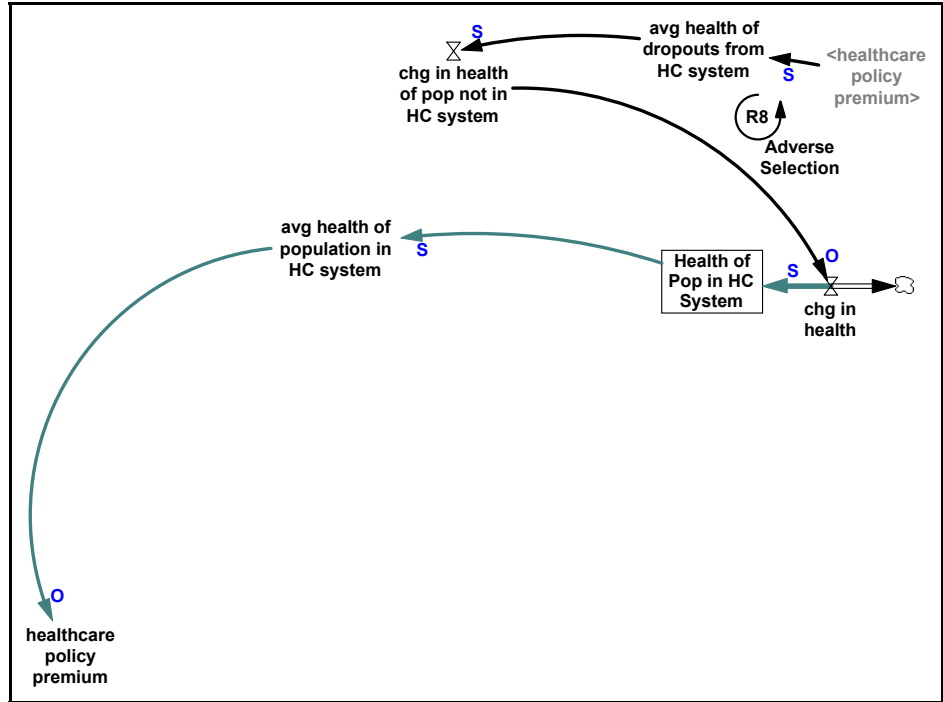 S
avg health of
dropouts from
HC system
<healthcare
policy
premium>
S
chg in health
of pop not in
HC system
R8
Adverse
Selection
avg health of
population in
HC system
S
Health of
Pop in HC
System
S
O
chg in
health
O
healthcare
policy
premium